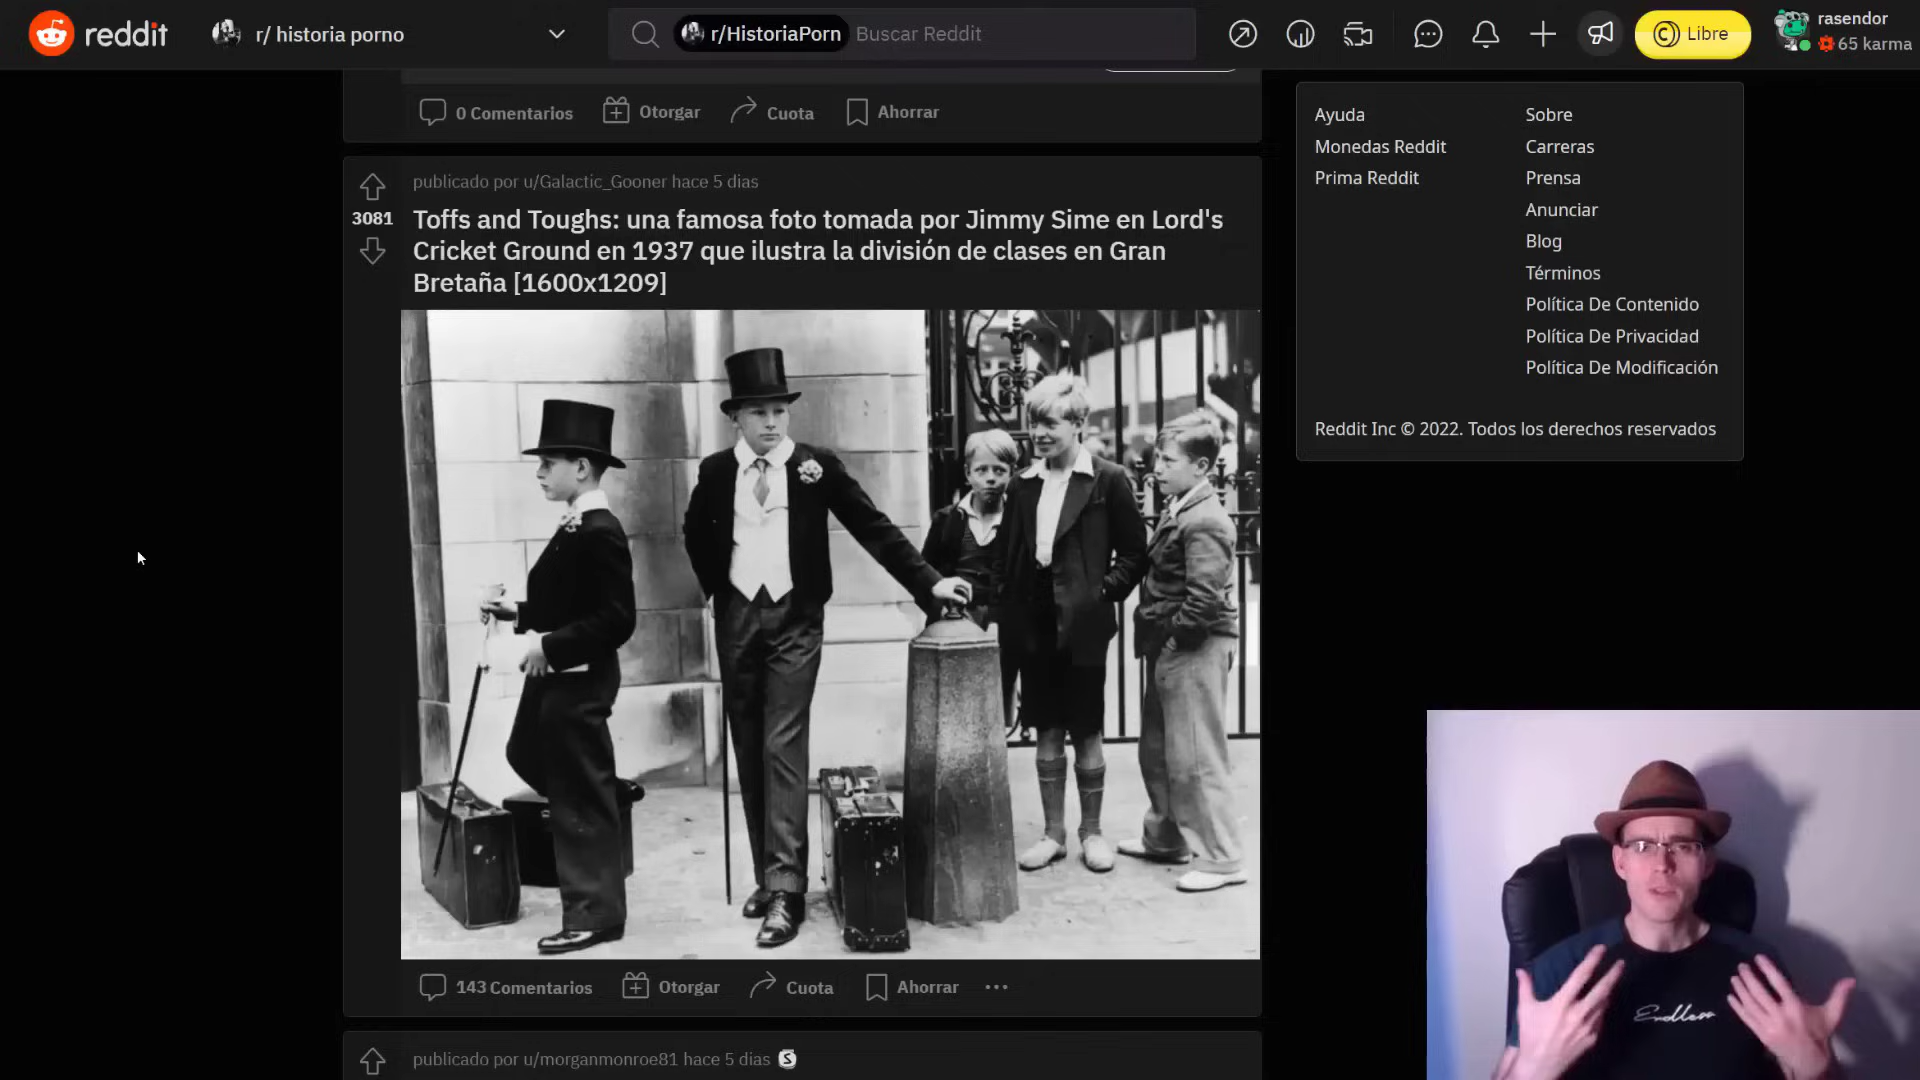 reddit
r/ historia porno
r/HistoriaPorn Buscar Reddit
Libre
rasendor
65 karma
0 Comentarios
Otorgar
Cuota
Ahorrar
publicado por u/Galactic_Gooner hace 5 dias
3081
Toffs and Toughs: una famosa foto tomada por Jimmy Sime en Lord's
Cricket Ground en 1937 que ilustra la división de clases en Gran
Bretaña [1600x1209]
143 Comentarios
Otorgar
Cuota
Ahorrar
publicado por u/morganmonroe81 hace 5 dias
Ayuda
Monedas Reddit
Prima Reddit
Sobre
Carreras
Prensa
Anunciar
Blog
Términos
Política De Contenido
Política De Privacidad
Política De Modificación
Reddit Inc © 2022. Todos los derechos reservados
Endless